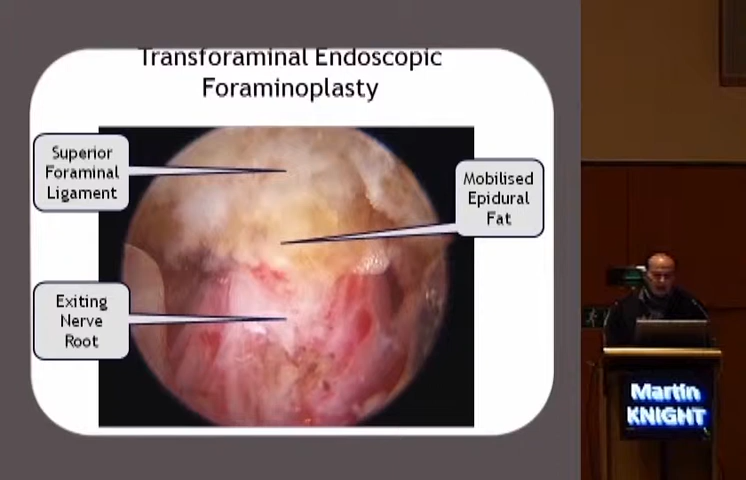 Transforaminal Endoscopic
Foraminoplasty
Superior
Foraminal
Ligament
Mobilised
Epidural
Fat
Exiting
Nerve
Root
Martin
KNIGHT